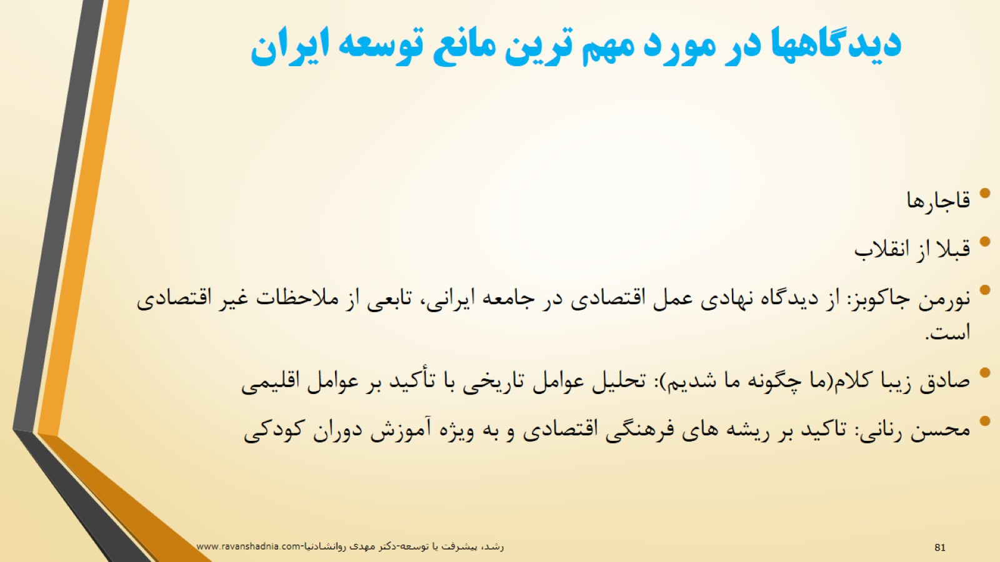 دیدگاهها در مورد مهم ترین مانع توسعه ایران
• قاجارها
• قبلا از انقلاب
• نورمن جاکوبز: از دیدگاه نهادی عمل اقتصادی در جامعه ایرانی، تابعی از ملاحظات غیر اقتصادی
است.
• صادق زیبا کلام(ما چگونه ما شدیم): تحلیل عوامل تاریخی با تأکید بر عوامل اقلیمی
• محسن رنانی: تاکید بر ریشه های فرهنگی اقتصادی و به ویژه آموزش دوران کودکی
رشد، پیشرفت یا توسعه-دکتر مهدی روانشادنیا-www.ravanshadnia.com
81